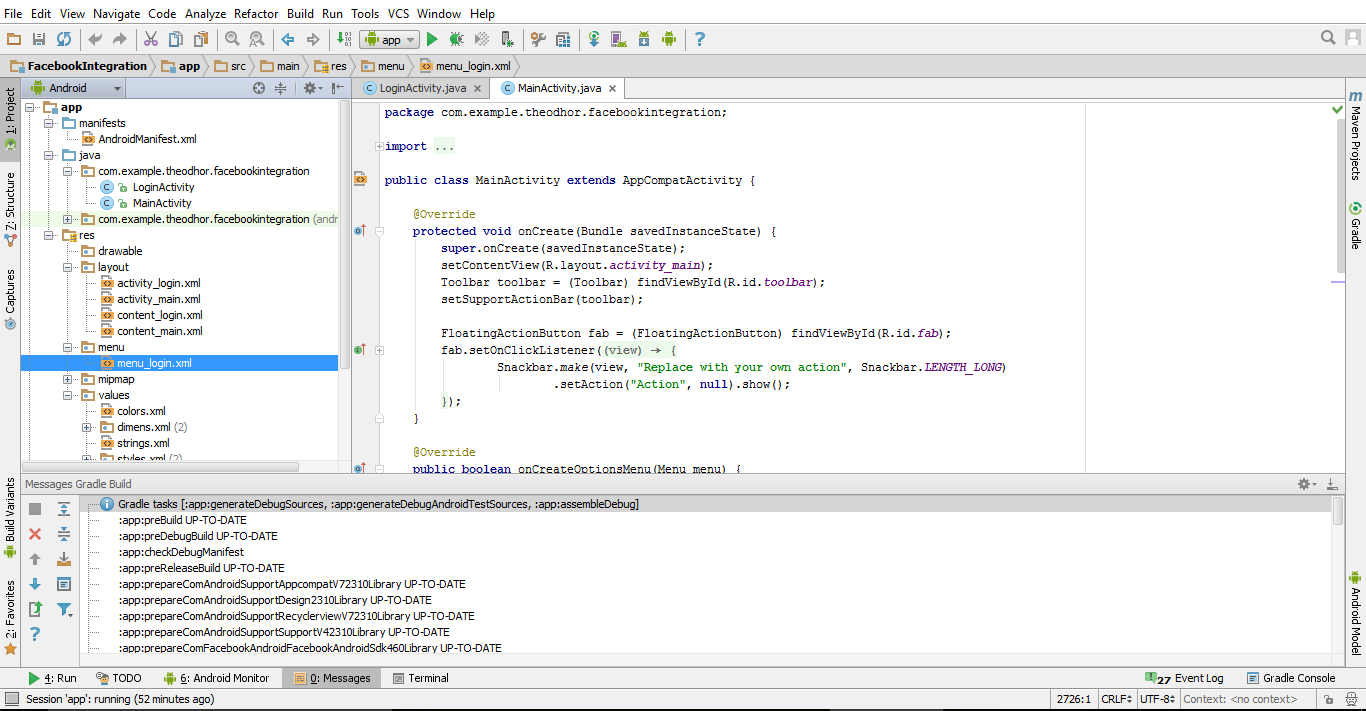 File Edit View Navigate Code Analyze Refactor Build Run Tools VCS Window Help
app
FacebookIntegration app src main res menu menu_login.xml
Android
LoginActivity.java MainActivity.java
1: Project
Z: Structure
Captures
Build Variants
2: Favorites
app
manifests
AndroidManifest.xml
java
com.example.theodhor.facebookintegration
LoginActivity
MainActivity
com.example.theodhor.facebookintegration (andr
res
drawable
layout
activity_login.xml
activity_main.xml
content_login.xml
content_main.xml
menu
menu_login.xml
mipmap
values
colors.xml
dimens.xml (2)
strings.xml
styles.xml (2)
package com.example.theodhor.facebookintegration;
import ...
public class MainActivity extends AppCompatActivity {
@Override
protected void onCreate(Bundle savedInstanceState) {
super.onCreate(savedInstanceState);
setContentView(R.layout.activity_main);
Toolbar toolbar = (Toolbar) findViewById(R.id.toolbar);
setSupportActionBar(toolbar);
FloatingActionButton fab = (FloatingActionButton) findViewById(R.id.fab);
fab.setOnClickListener((view) → {
Snackbar.make(view, "Replace with your own action", Snackbar.LENGTH_LONG)
.setAction("Action", null).show();
});
}
@Override
public boolean onCreateOptionsMenu(Menu menu) {
Maven Projects
Gradle
Android Model
Messages Gradle Build
Gradle tasks [:app:generateDebugSources, :app:generateDebugAndroidTestSources, :app:assembleDebug]
:app:preBuild UP-TO-DATE
:app:preDebugBuild UP-TO-DATE
:app:checkDebugManifest
:app:preReleaseBuild UP-TO-DATE
:app:prepareComAndroidSupportAppcompatV72310Library UP-TO-DATE
:app:prepareComAndroidSupportDesign2310Library UP-TO-DATE
:app:prepareComAndroidSupportRecyclerviewV72310Library UP-TO-DATE
:app:prepareComAndroidSupportSupportV42310Library UP-TO-DATE
:app:prepareComFacebookAndroidFacebookAndroidSdk460Library UP-TO-DATE
4: Run TODO 6: Android Monitor 0: Messages Terminal 27 Event Log Gradle Console
Session 'app': running (52 minutes ago) 2726:1 CRLF UTF-8 Context: <no context>